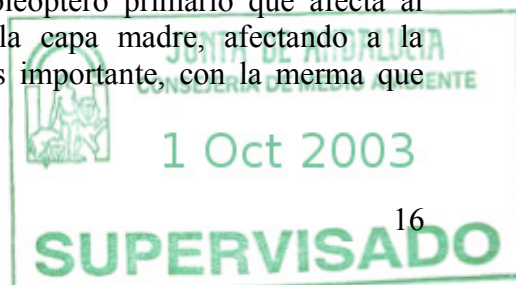 oleóptero primario que afecta al
la capa madre, afectando a la
s importante, con la merma que
JUNTA DE ANDALUCIA
CONSEJERIA DE MEDIO AMBIENTE
1 Oct 2003
16
SUPERVISADO